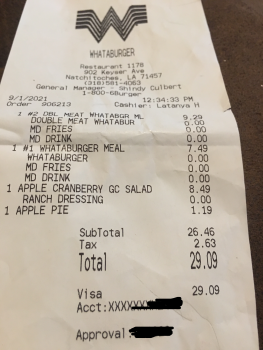 WHATABURGER
Restaurant 1178
902 Keyser Ave
Natchitoches, LA 71457
(318)581-4063
General Manager - Shindy Culbert
1-800-6Burger
9/1/2021 12:34:33 PM
Order 906213 Cashier: Latanya H
1 #2 DBL MEAT WHATABGR ML 9.29
DOUBLE MEAT WHATABUR 0.00
MD FRIES 0.00
MD DRINK 0.00
1 #1 WHATABURGER MEAL 7.49
WHATABURGER 0.00
MD FRIES 0.00
MD DRINK 0.00
1 APPLE CRANBERRY GC SALAD 8.49
RANCH DRESSING 0.00
1 APPLE PIE 1.19
SubTotal 26.46
Tax 2.63
Total 29.09
Visa 29.09
Acct:XXXXXX
Approval